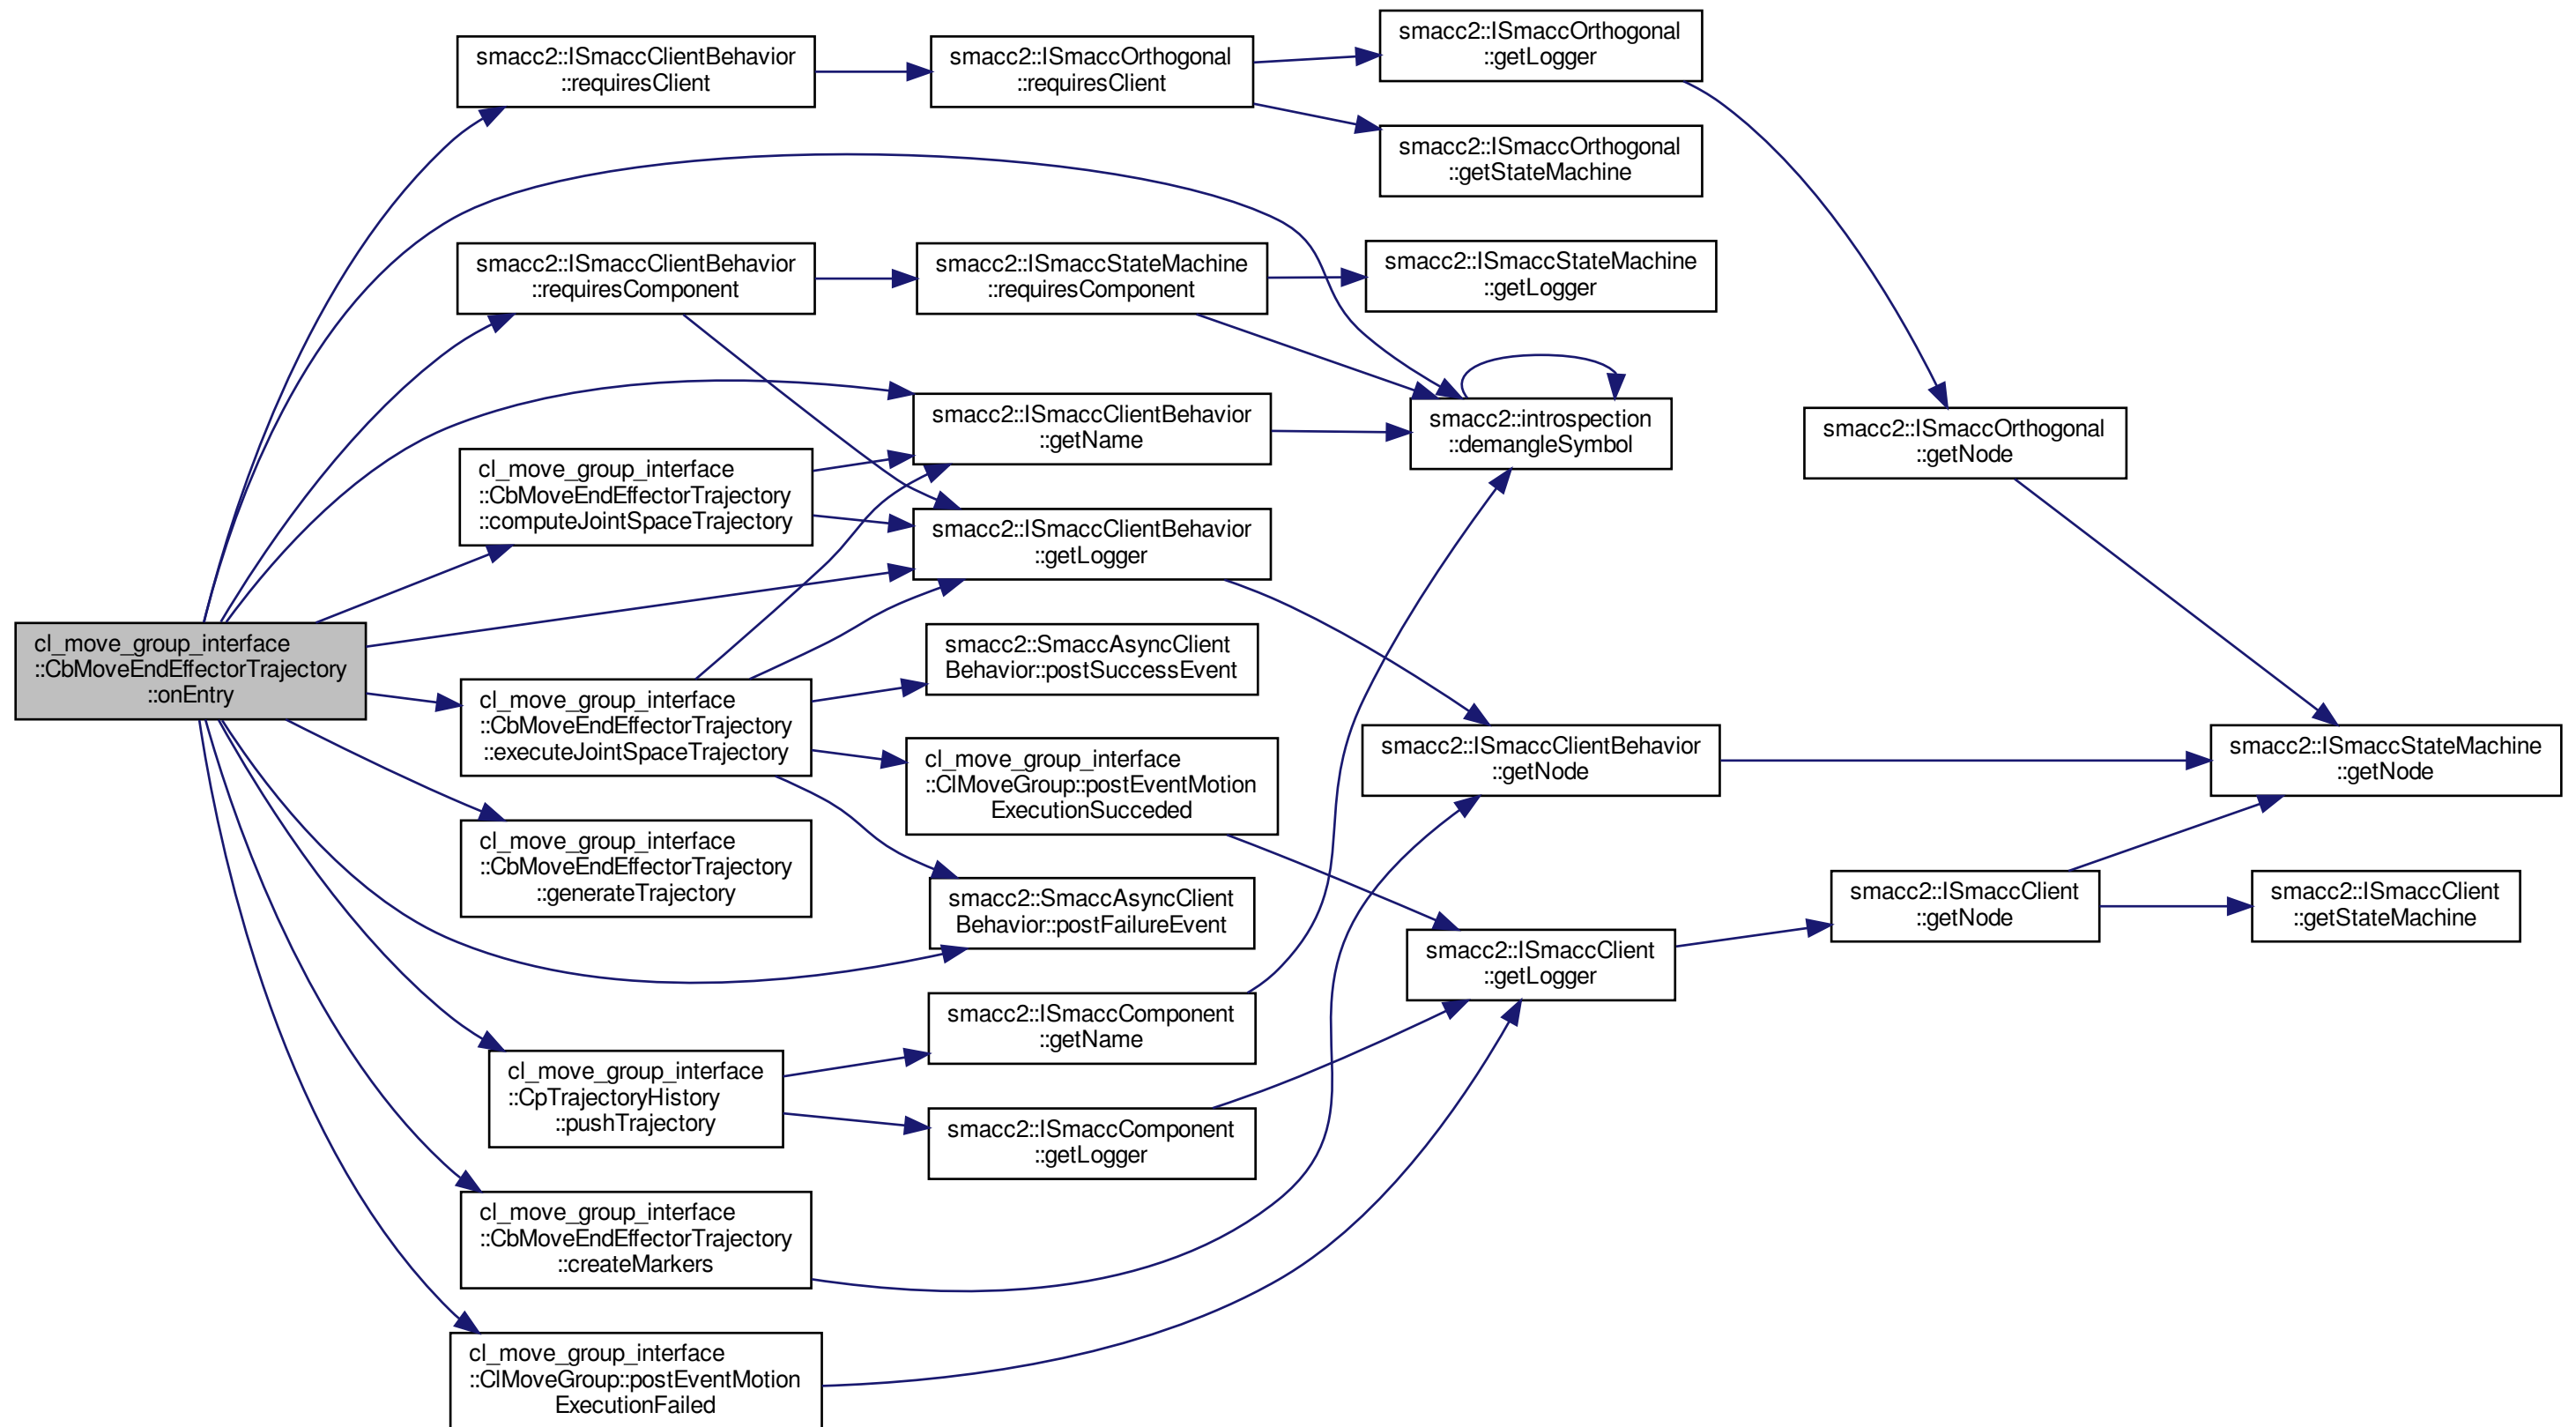 cl_move_group_interface
::CbMoveEndEffectorTrajectory
::onEntry
smacc2::ISmaccClientBehavior
::requiresClient
smacc2::ISmaccClientBehavior
::requiresComponent
cl_move_group_interface
::CbMoveEndEffectorTrajectory
::computeJointSpaceTrajectory
cl_move_group_interface
::CbMoveEndEffectorTrajectory
::executeJointSpaceTrajectory
cl_move_group_interface
::CbMoveEndEffectorTrajectory
::generateTrajectory
cl_move_group_interface
::CpTrajectoryHistory
::pushTrajectory
cl_move_group_interface
::CbMoveEndEffectorTrajectory
::createMarkers
cl_move_group_interface
::ClMoveGroup::postEventMotion
ExecutionFailed
smacc2::ISmaccOrthogonal
::requiresClient
smacc2::ISmaccStateMachine
::requiresComponent
smacc2::ISmaccClientBehavior
::getName
smacc2::ISmaccClientBehavior
::getLogger
smacc2::SmaccAsyncClient
Behavior::postSuccessEvent
cl_move_group_interface
::ClMoveGroup::postEventMotion
ExecutionSucceded
smacc2::SmaccAsyncClient
Behavior::postFailureEvent
smacc2::ISmaccComponent
::getName
smacc2::ISmaccComponent
::getLogger
smacc2::ISmaccOrthogonal
::getLogger
smacc2::ISmaccOrthogonal
::getStateMachine
smacc2::ISmaccStateMachine
::getLogger
smacc2::introspection
::demangleSymbol
smacc2::ISmaccClientBehavior
::getNode
smacc2::ISmaccClient
::getLogger
smacc2::ISmaccOrthogonal
::getNode
smacc2::ISmaccClient
::getNode
smacc2::ISmaccStateMachine
::getNode
smacc2::ISmaccClient
::getStateMachine